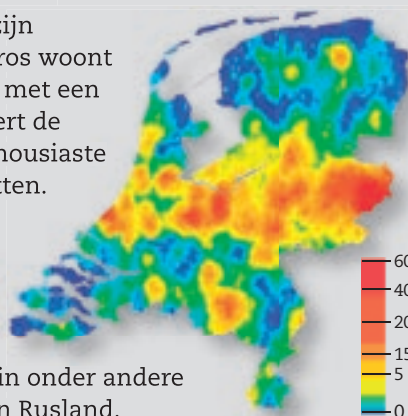 zijn
ros woont
met een
ert de
housiaste
tten.
in onder andere
n Rusland.
60
40
20
15
5
0